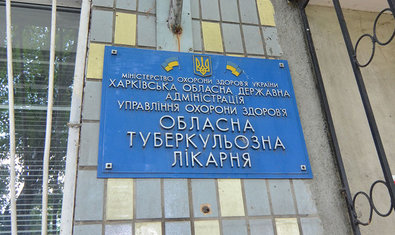 МІНІСТЕРСТВО ОХОРОНИ ЗДОРОВ'Я УКРАЇНИ
ХАРКІВСЬКА ОБЛАСНА ДЕРЖАВНА
АДМІНІСТРАЦІЯ
УПРАВЛІННЯ ОХОРОНИ ЗДОРОВ'Я
ОБЛАСНА
ТУБЕРКУЛЬОЗНА
ЛІКАРНЯ